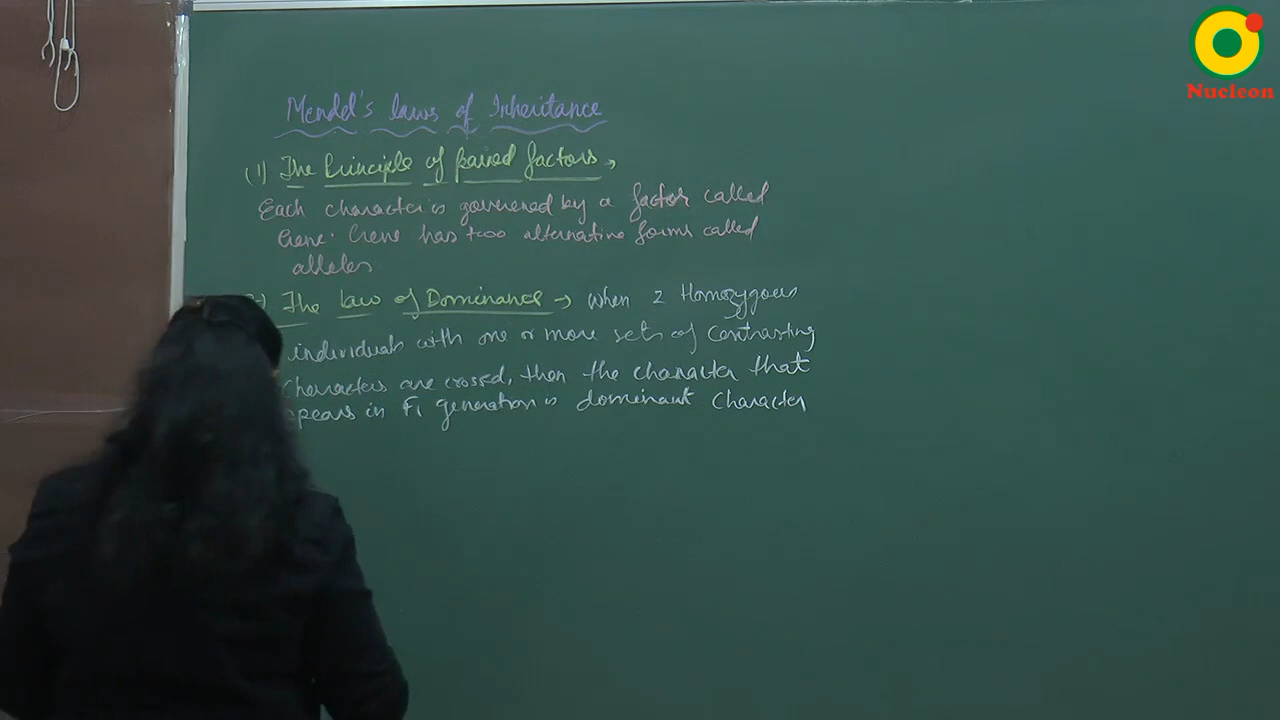 Nucleon
Mendel's laws of Inheritance
(1) The Principle of paired factors →
Each character is governed by a factor called
Gene. Gene has two alternative forms called
alleles
The Law of Dominance → When 2 Homozygous
individuals with one or more sets of contrasting
characters are crossed, then the character that
pears in F1 generation is dominant character